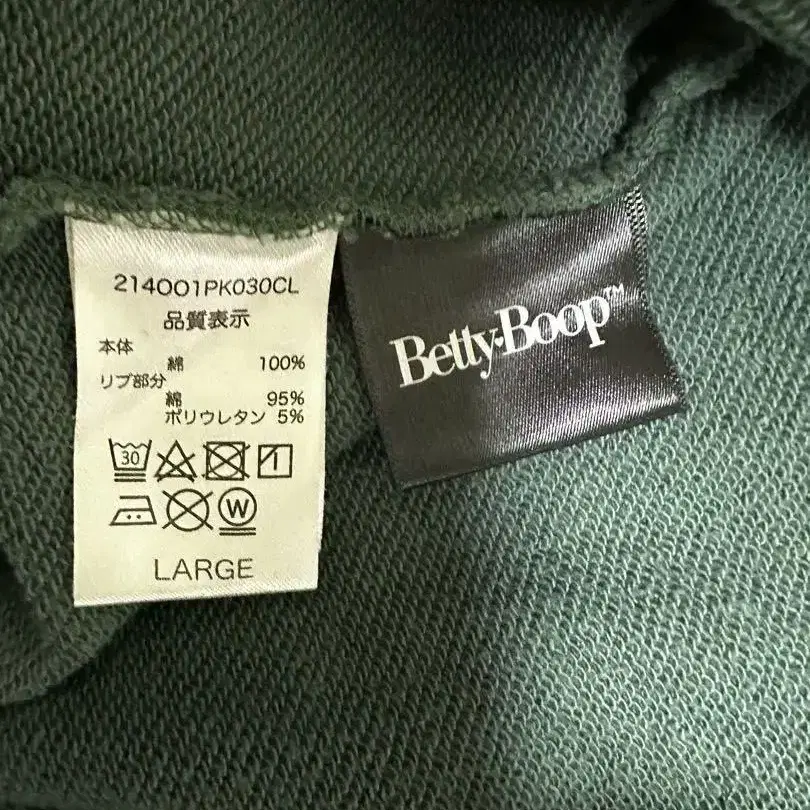 214001PK030CL
品質表示
本体
綿 100%
リブ部分
綿 95%
ポリウレタン 5%
30
W
LARGE
Betty·Boop™